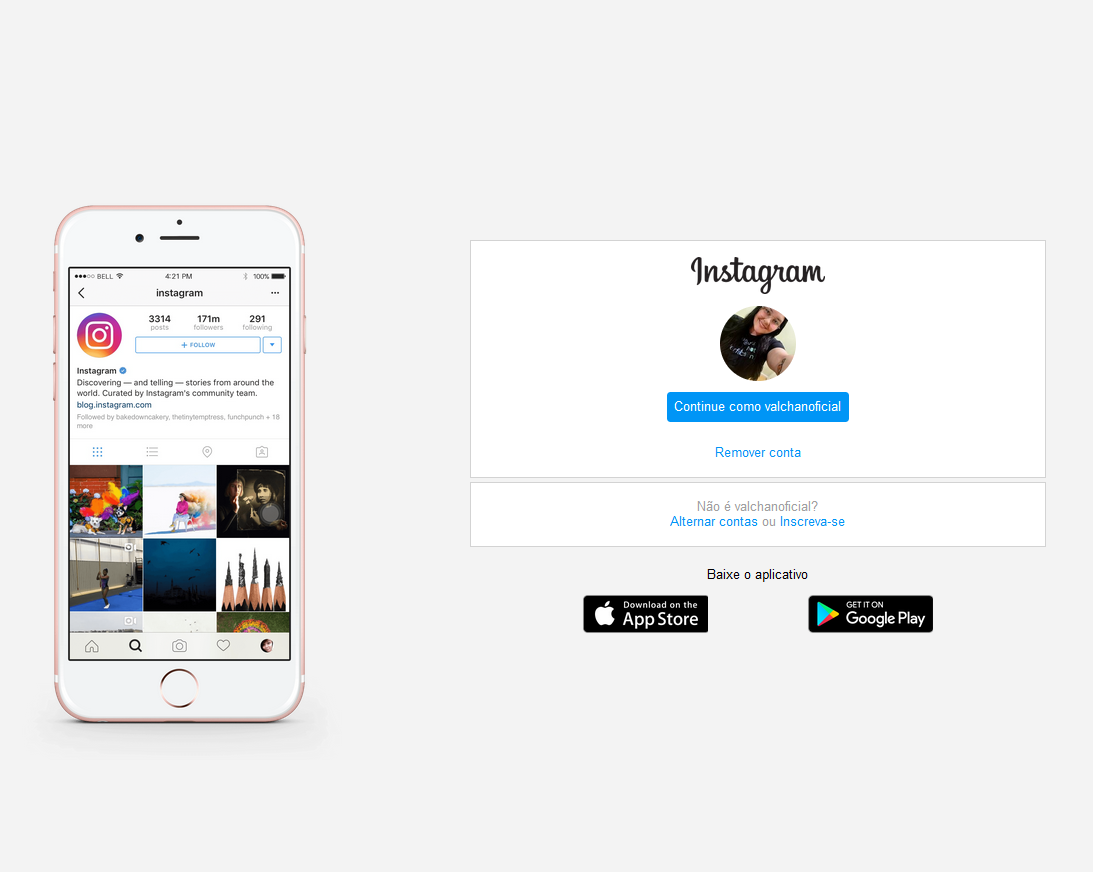 BELL
4:21 PM
100%
instagram
3314
171m
291
posts
followers
following
+ FOLLOW
Instagram
Discovering — and telling — stories from around the
world. Curated by Instagram's community team.
blog.instagram.com
Followed by bakedowncakery, thetinytemptress, funchpunch + 18
more
Instagram
Continue como valchanoficial
Remover conta
Não é valchanoficial?
Alternar contas ou Inscreva-se
Baixe o aplicativo
Download on the
App Store
GET IT ON
Google Play